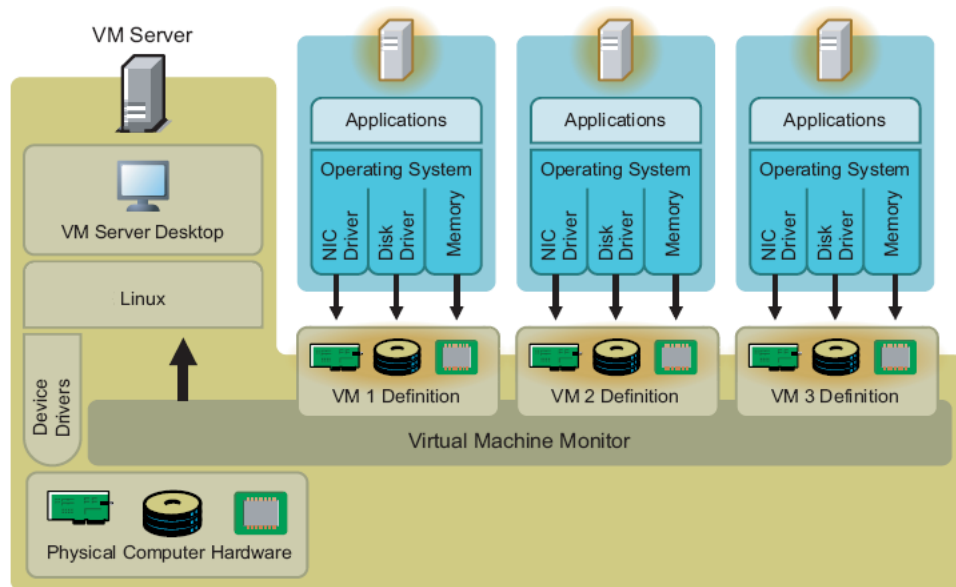 VM Server
VM Server Desktop
Linux
Device
Drivers
Physical Computer Hardware
Applications
Operating System
NIC
Driver
Disk
Driver
Memory
VM 1 Definition
Applications
Operating System
NIC
Driver
Disk
Driver
Memory
VM 2 Definition
Applications
Operating System
NIC
Driver
Disk
Driver
Memory
VM 3 Definition
Virtual Machine Monitor